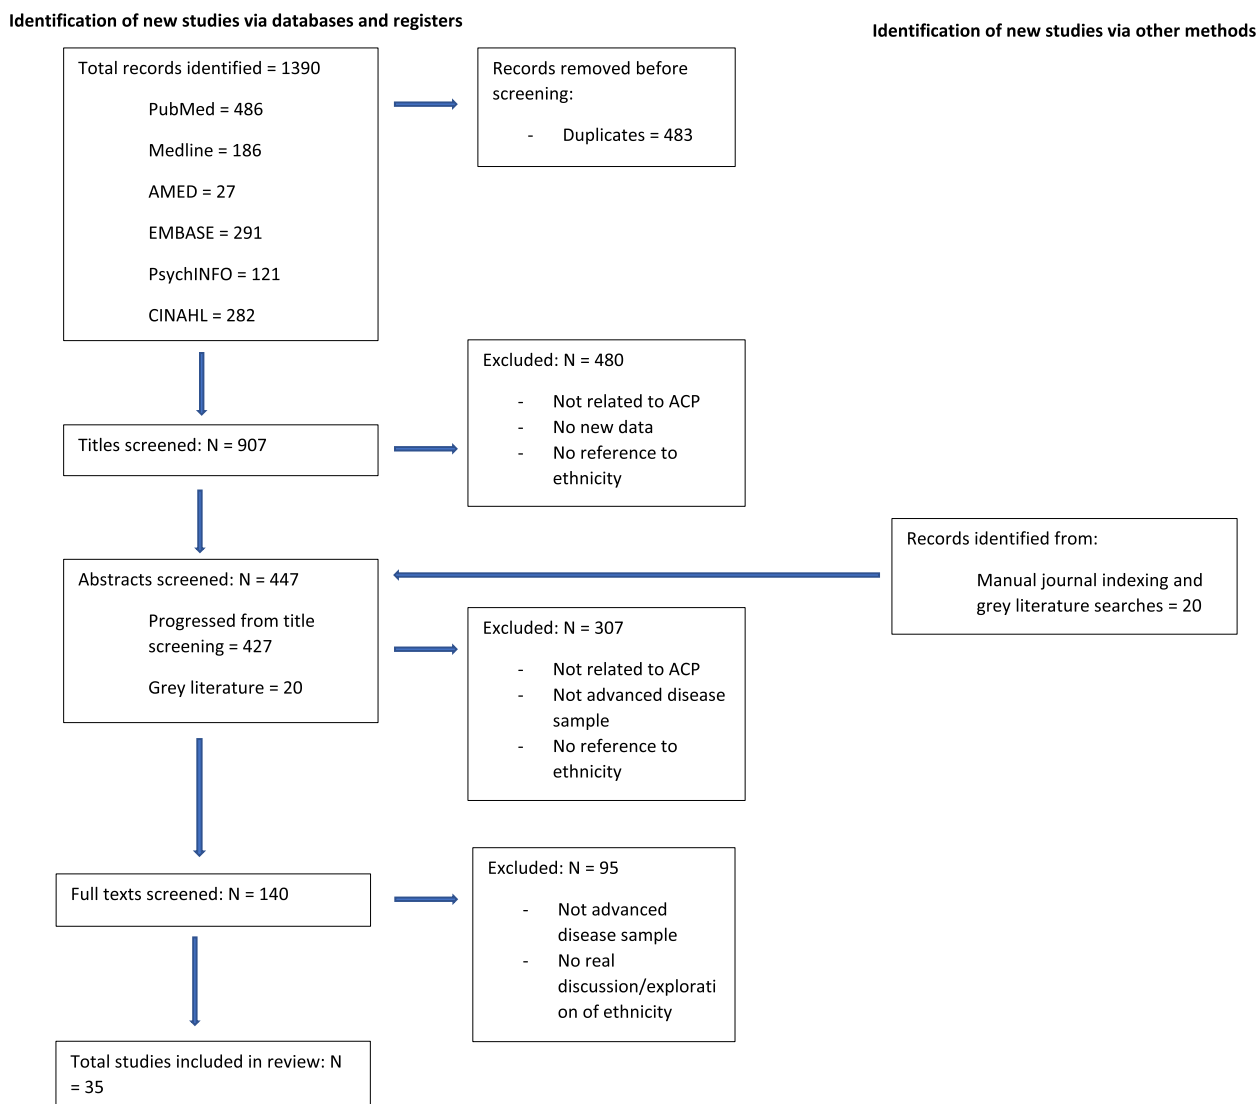 Identification of new studies via databases and registers
Identification of new studies via other methods
Total records identified = 1390
PubMed = 486
Medline = 186
AMED = 27
EMBASE = 291
PsychINFO = 121
CINAHL = 282
Records removed before
screening:
- Duplicates = 483
Titles screened: N = 907
Excluded: N = 480
- Not related to ACP
- No new data
- No reference to
ethnicity
Records identified from:
Manual journal indexing and
grey literature searches = 20
Abstracts screened: N = 447
Progressed from title
screening = 427
Grey literature = 20
Excluded: N = 307
- Not related to ACP
- Not advanced disease
sample
- No reference to
ethnicity
Full texts screened: N = 140
Excluded: N = 95
- Not advanced
disease sample
- No real
discussion/explorati
on of ethnicity
Total studies included in review: N
= 35